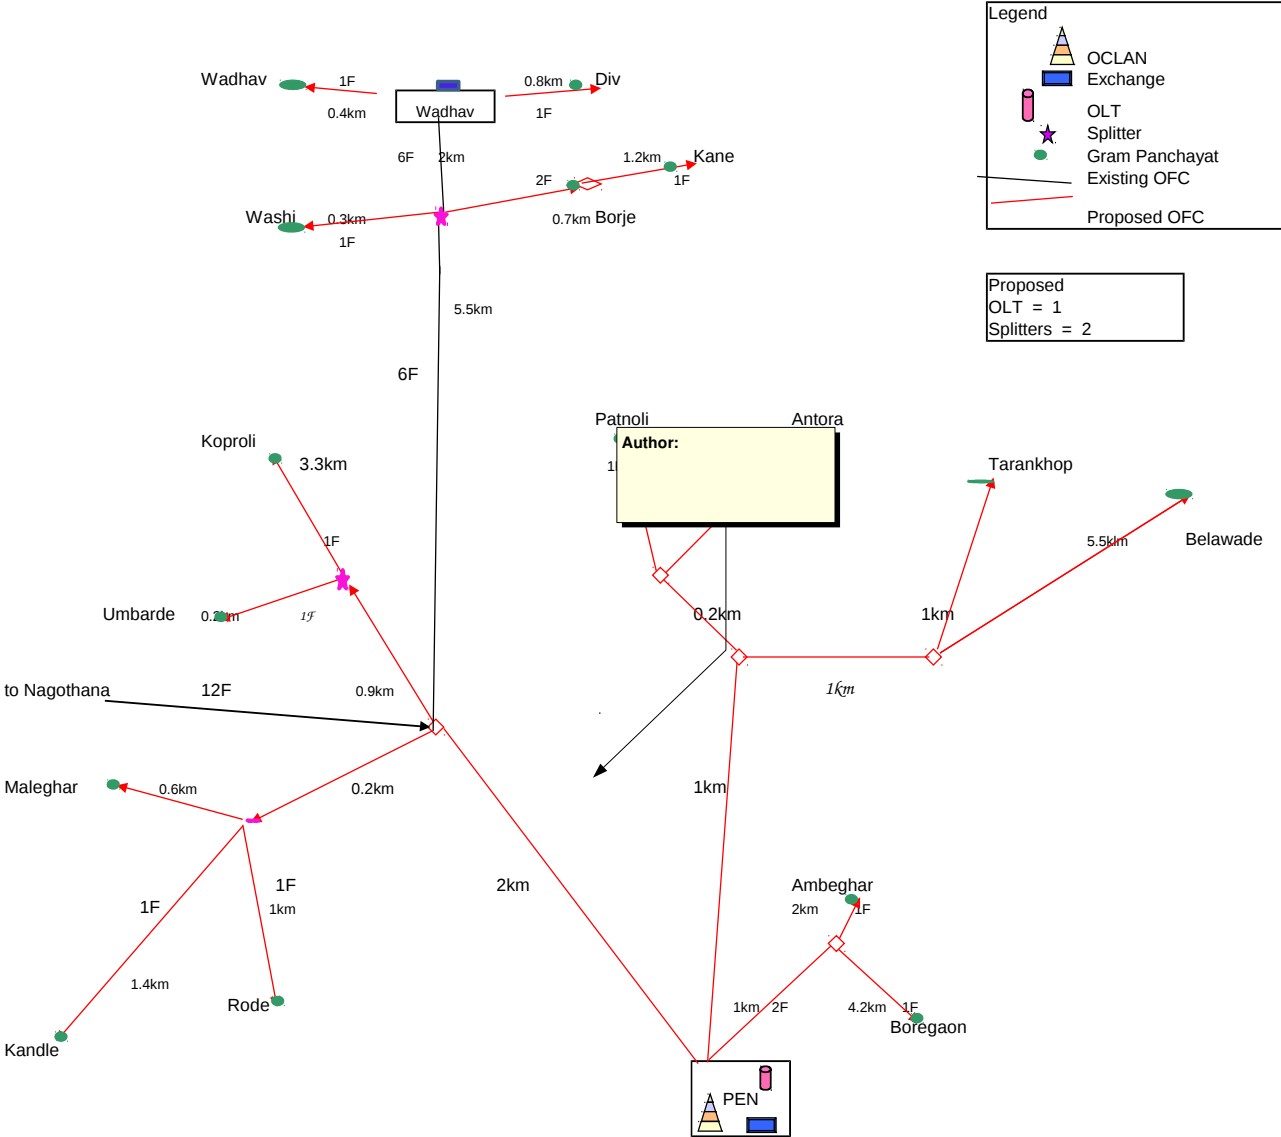 Legend
OCLAN
Exchange
OLT
Splitter
Gram Panchayat
Existing OFC
Proposed OFC
Wadhav
1F
0.4km
Wadhav
0.8km
Div
1F
6F
2km
1.2km
Kane
2F
1F
Washi
0.3km
1F
0.7km
Borje
5.5km
6F
Proposed
OLT = 1
Splitters = 2
Patnoli
Antora
Author:
Koproli
3.3km
Tarankhop
1F
5.5klm
Belawade
Umbarde
0.2km
1F
0.2km
1km
to Nagothana
12F
0.9km
1km
Maleghar
0.6km
0.2km
1km
1F
1F
1km
2km
Ambeghar
2km
1F
1.4km
Rode
1km
2F
4.2km
1F
Boregaon
Kandle
PEN